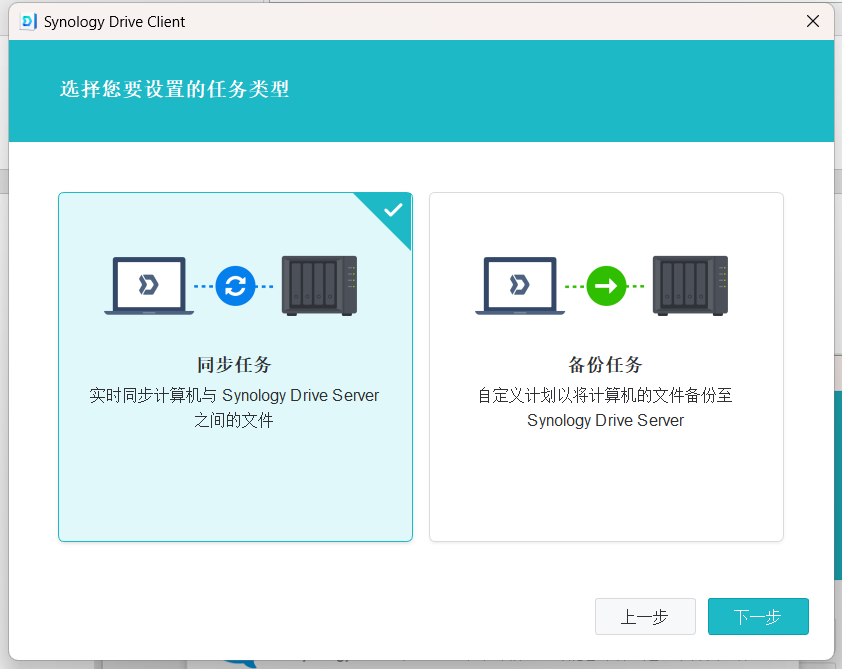 Synology Drive Client
选择您要设置的任务类型
同步任务
实时同步计算机与 Synology Drive Server
之间的文件
备份任务
自定义计划以将计算机的文件备份至
Synology Drive Server
上一步
下一步